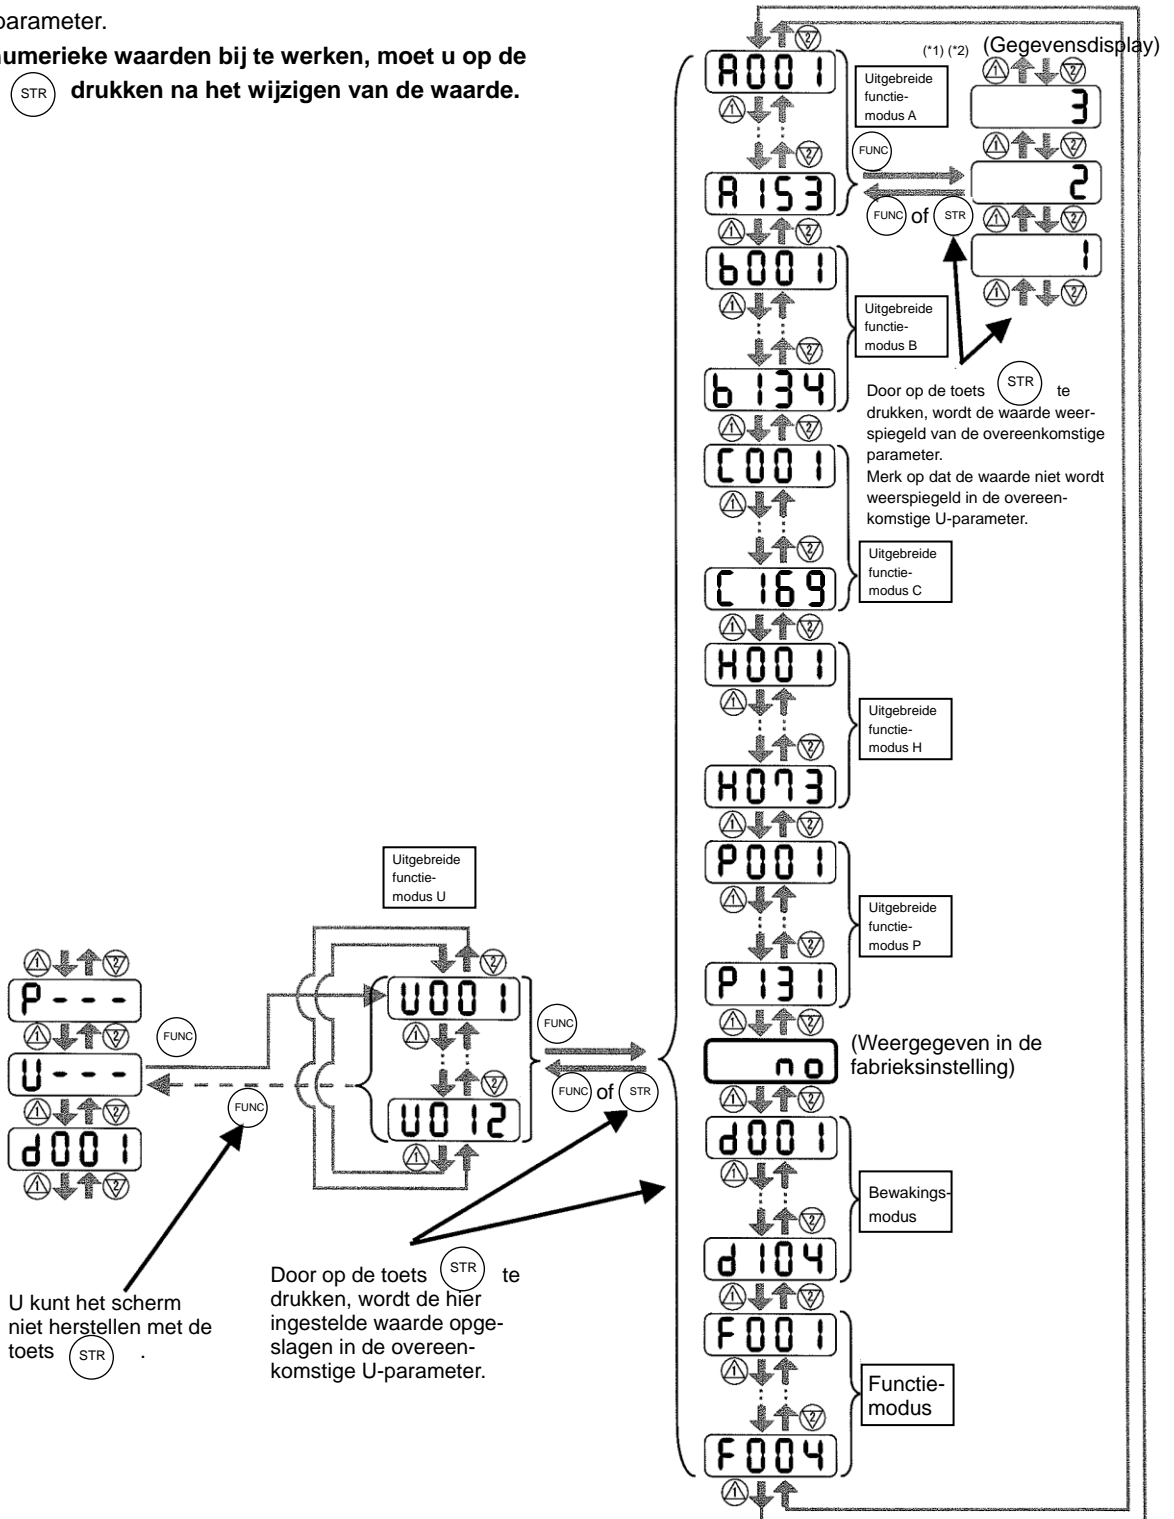 parameter.
numerieke waarden bij te werken, moet u op de
STR drukken na het wijzigen van de waarde.
(*1) (*2) (Gegevensdisplay)
A001
Uitgebreide
functie-
modus A
3
FUNC
2
A153
FUNC of STR
1
b001
Uitgebreide
functie-
modus B
b134
Door op de toets STR te
drukken, wordt de waarde weer-
spiegeld van de overeenkomstige
parameter.
Merk op dat de waarde niet wordt
weerspiegeld in de overeen-
komstige U-parameter.
C001
Uitgebreide
functie-
modus C
C169
H001
Uitgebreide
functie-
modus H
H073
P001
Uitgebreide
functie-
modus P
P131
no
(Weergegeven in de
fabrieksinstelling)
d001
Bewakings-
modus
d104
F001
Functie-
modus
F004
Uitgebreide
functie-
modus U
P---
U---
d001
FUNC
FUNC
U001
U012
FUNC
FUNC of STR
U kunt het scherm
niet herstellen met de
toets STR .
Door op de toets STR te
drukken, wordt de hier
ingestelde waarde opge-
slagen in de overeen-
komstige U-parameter.